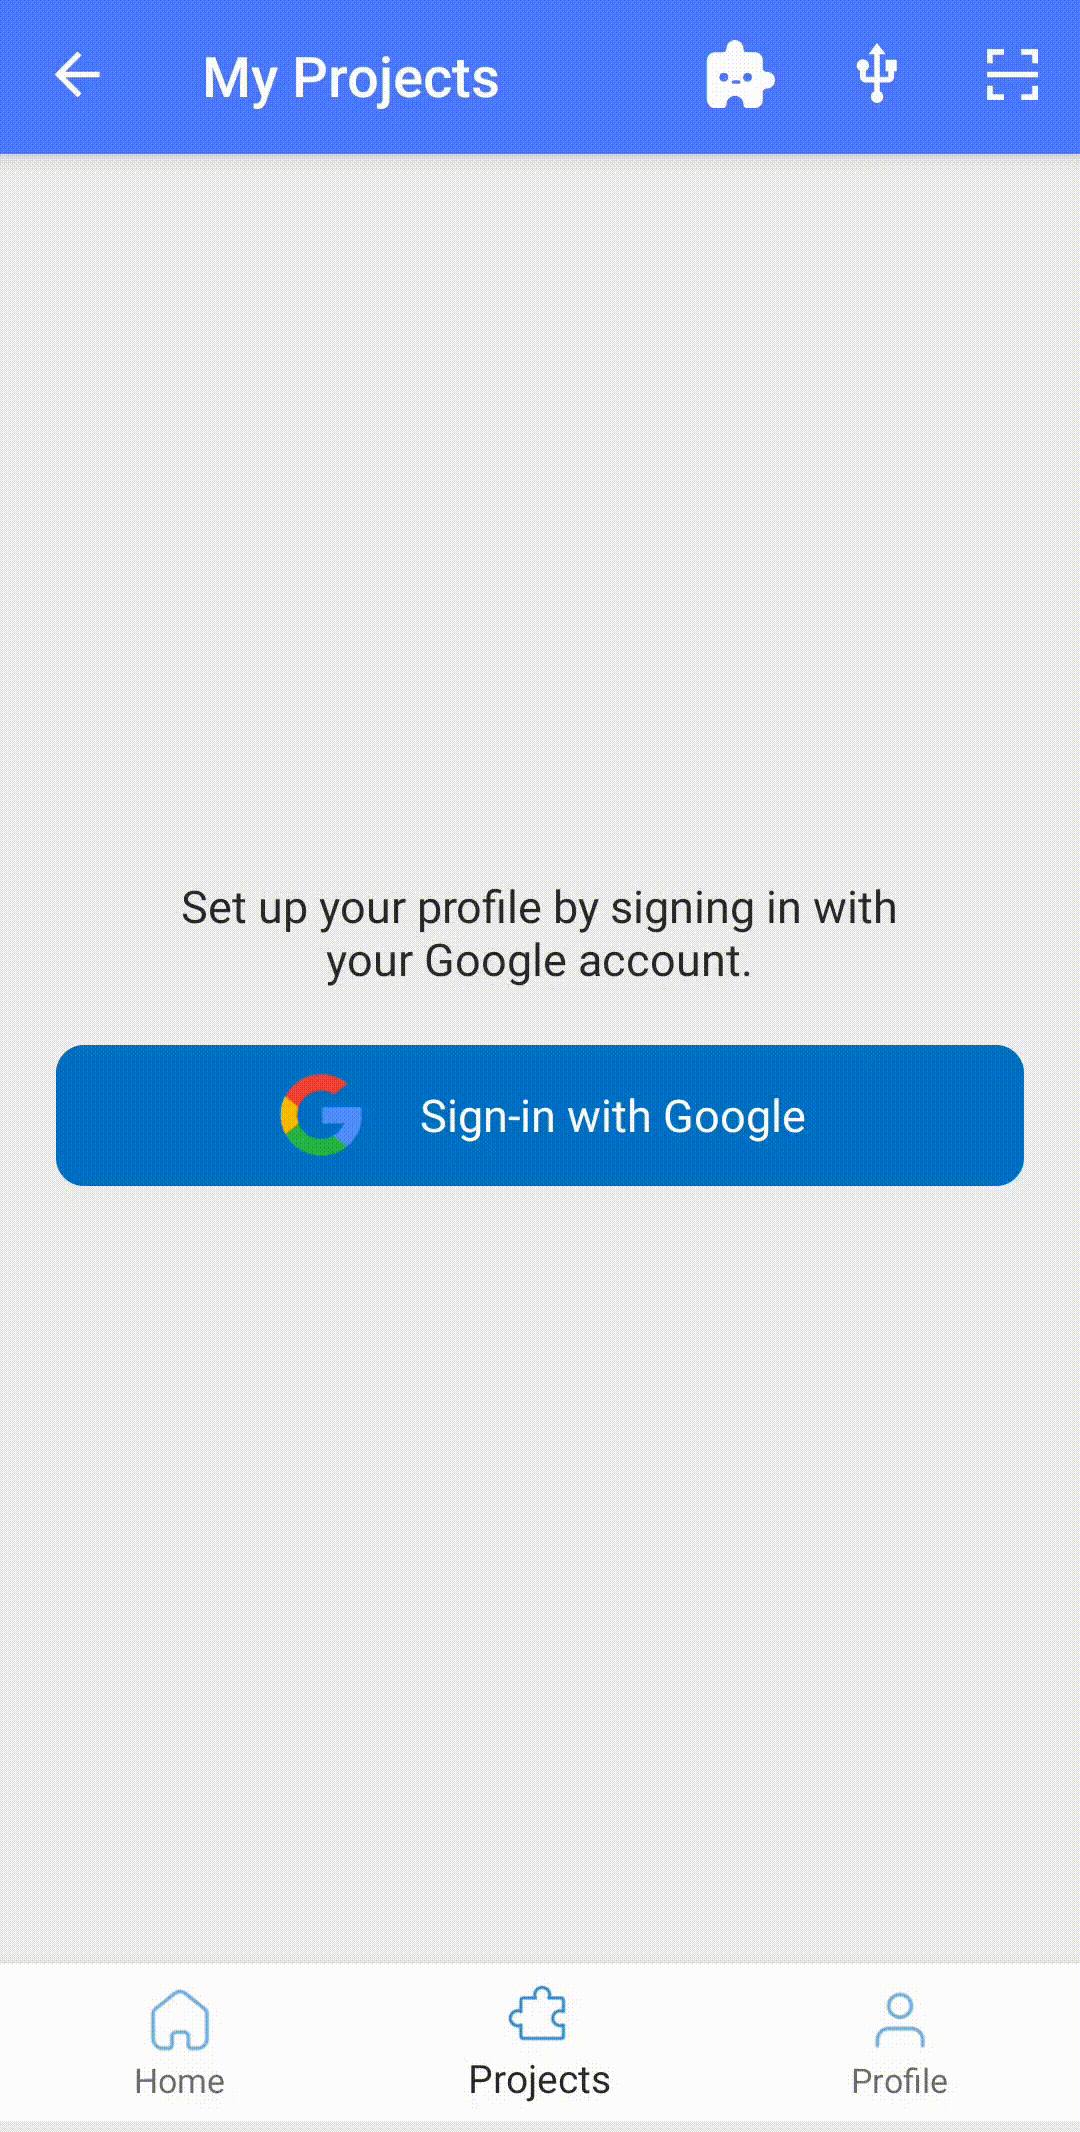 My Projects
Set up your profile by signing in with
your Google account.
Sign-in with Google
Home
Projects
Profile